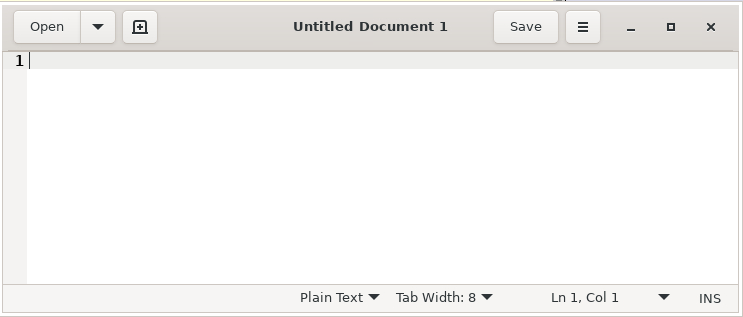 Open Untitled Document 1 Save
1
Plain Text Tab Width: 8 Ln 1, Col 1 INS